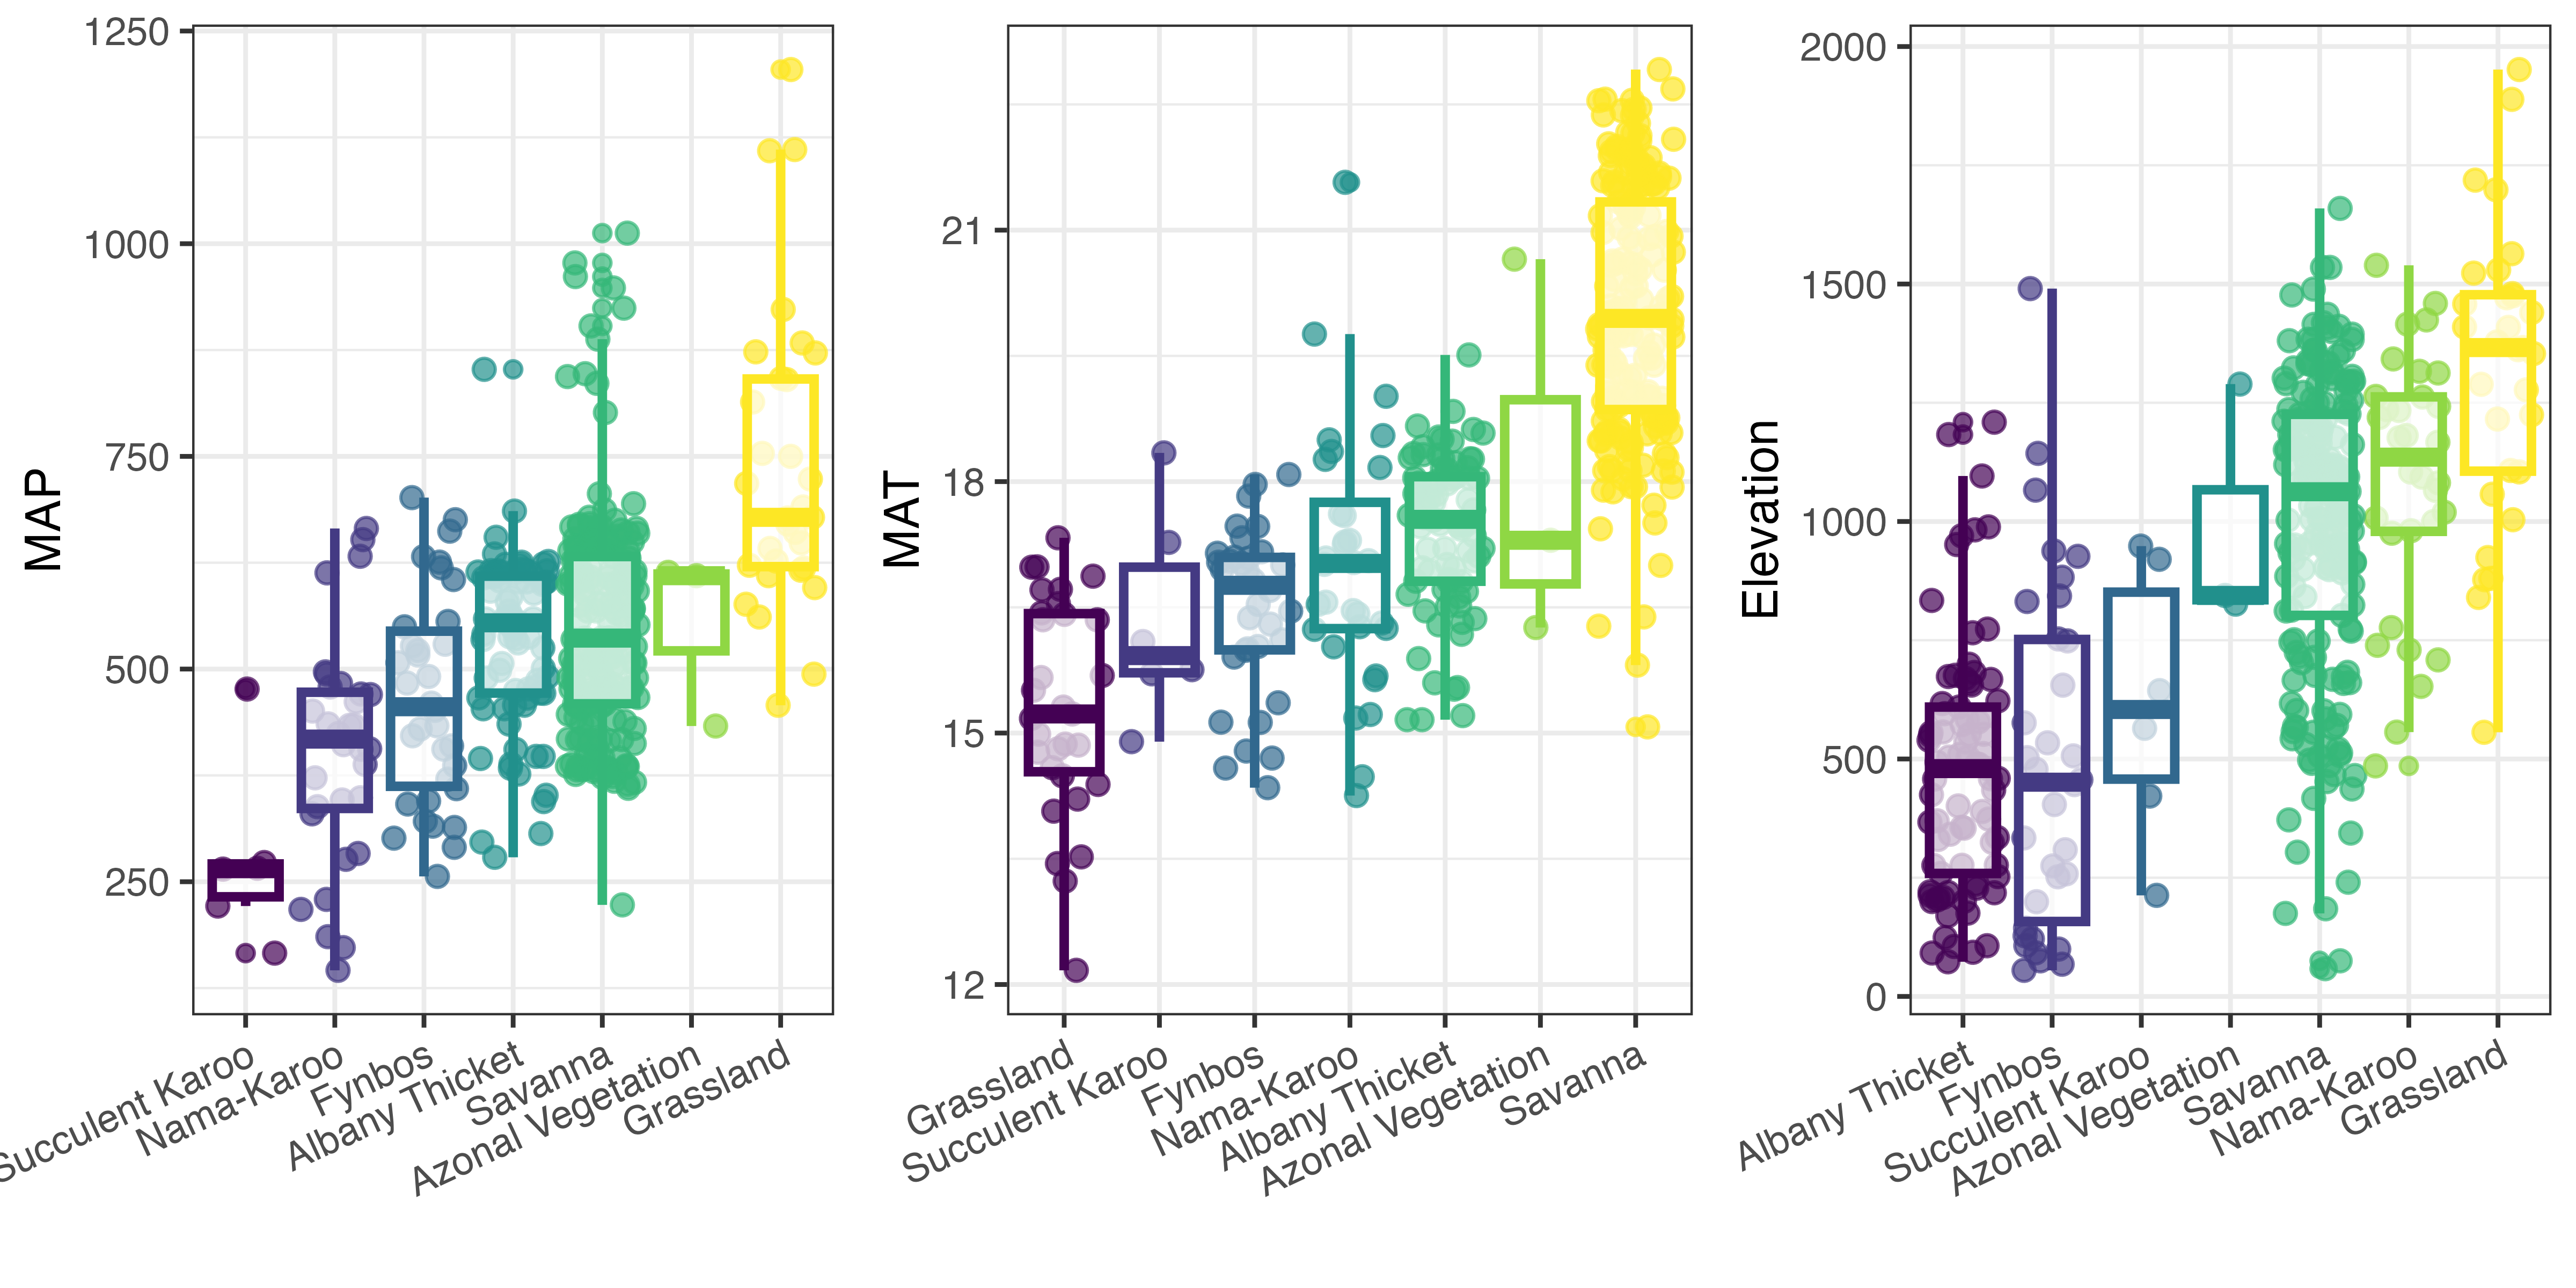 MAP
1250
1000
750
500
250
Succulent Karoo
Nama-Karoo
Fynbos
Albany Thicket
Savanna
Azonal Vegetation
Grassland
MAT
21
18
15
12
Grassland
Succulent Karoo
Fynbos
Nama-Karoo
Albany Thicket
Azonal Vegetation
Savanna
Elevation
2000
1500
1000
500
0
Albany Thicket
Fynbos
Succulent Karoo
Azonal Vegetation
Savanna
Nama-Karoo
Grassland